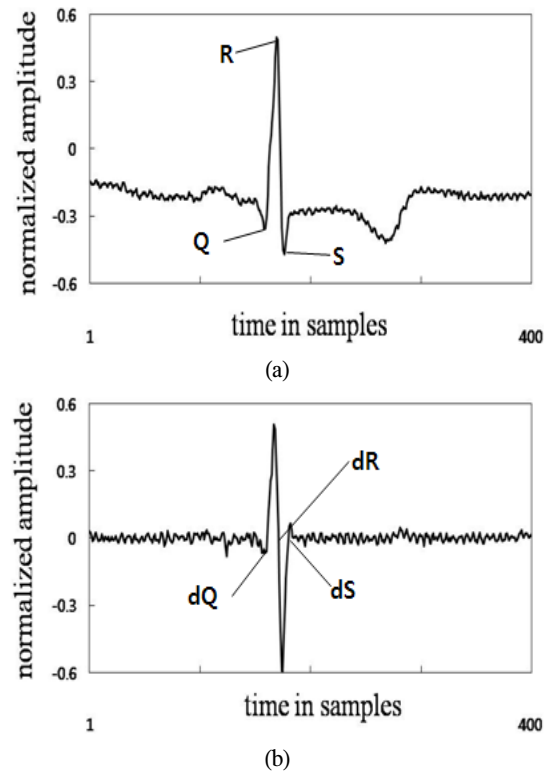 0.6
R
0.3
0
-0.3
Q
S
-0.6
normalized amplitude
time in samples
1
400
(a)
0.6
0.3
dR
0
dQ
dS
-0.3
-0.6
normalized amplitude
time in samples
1
400
(b)